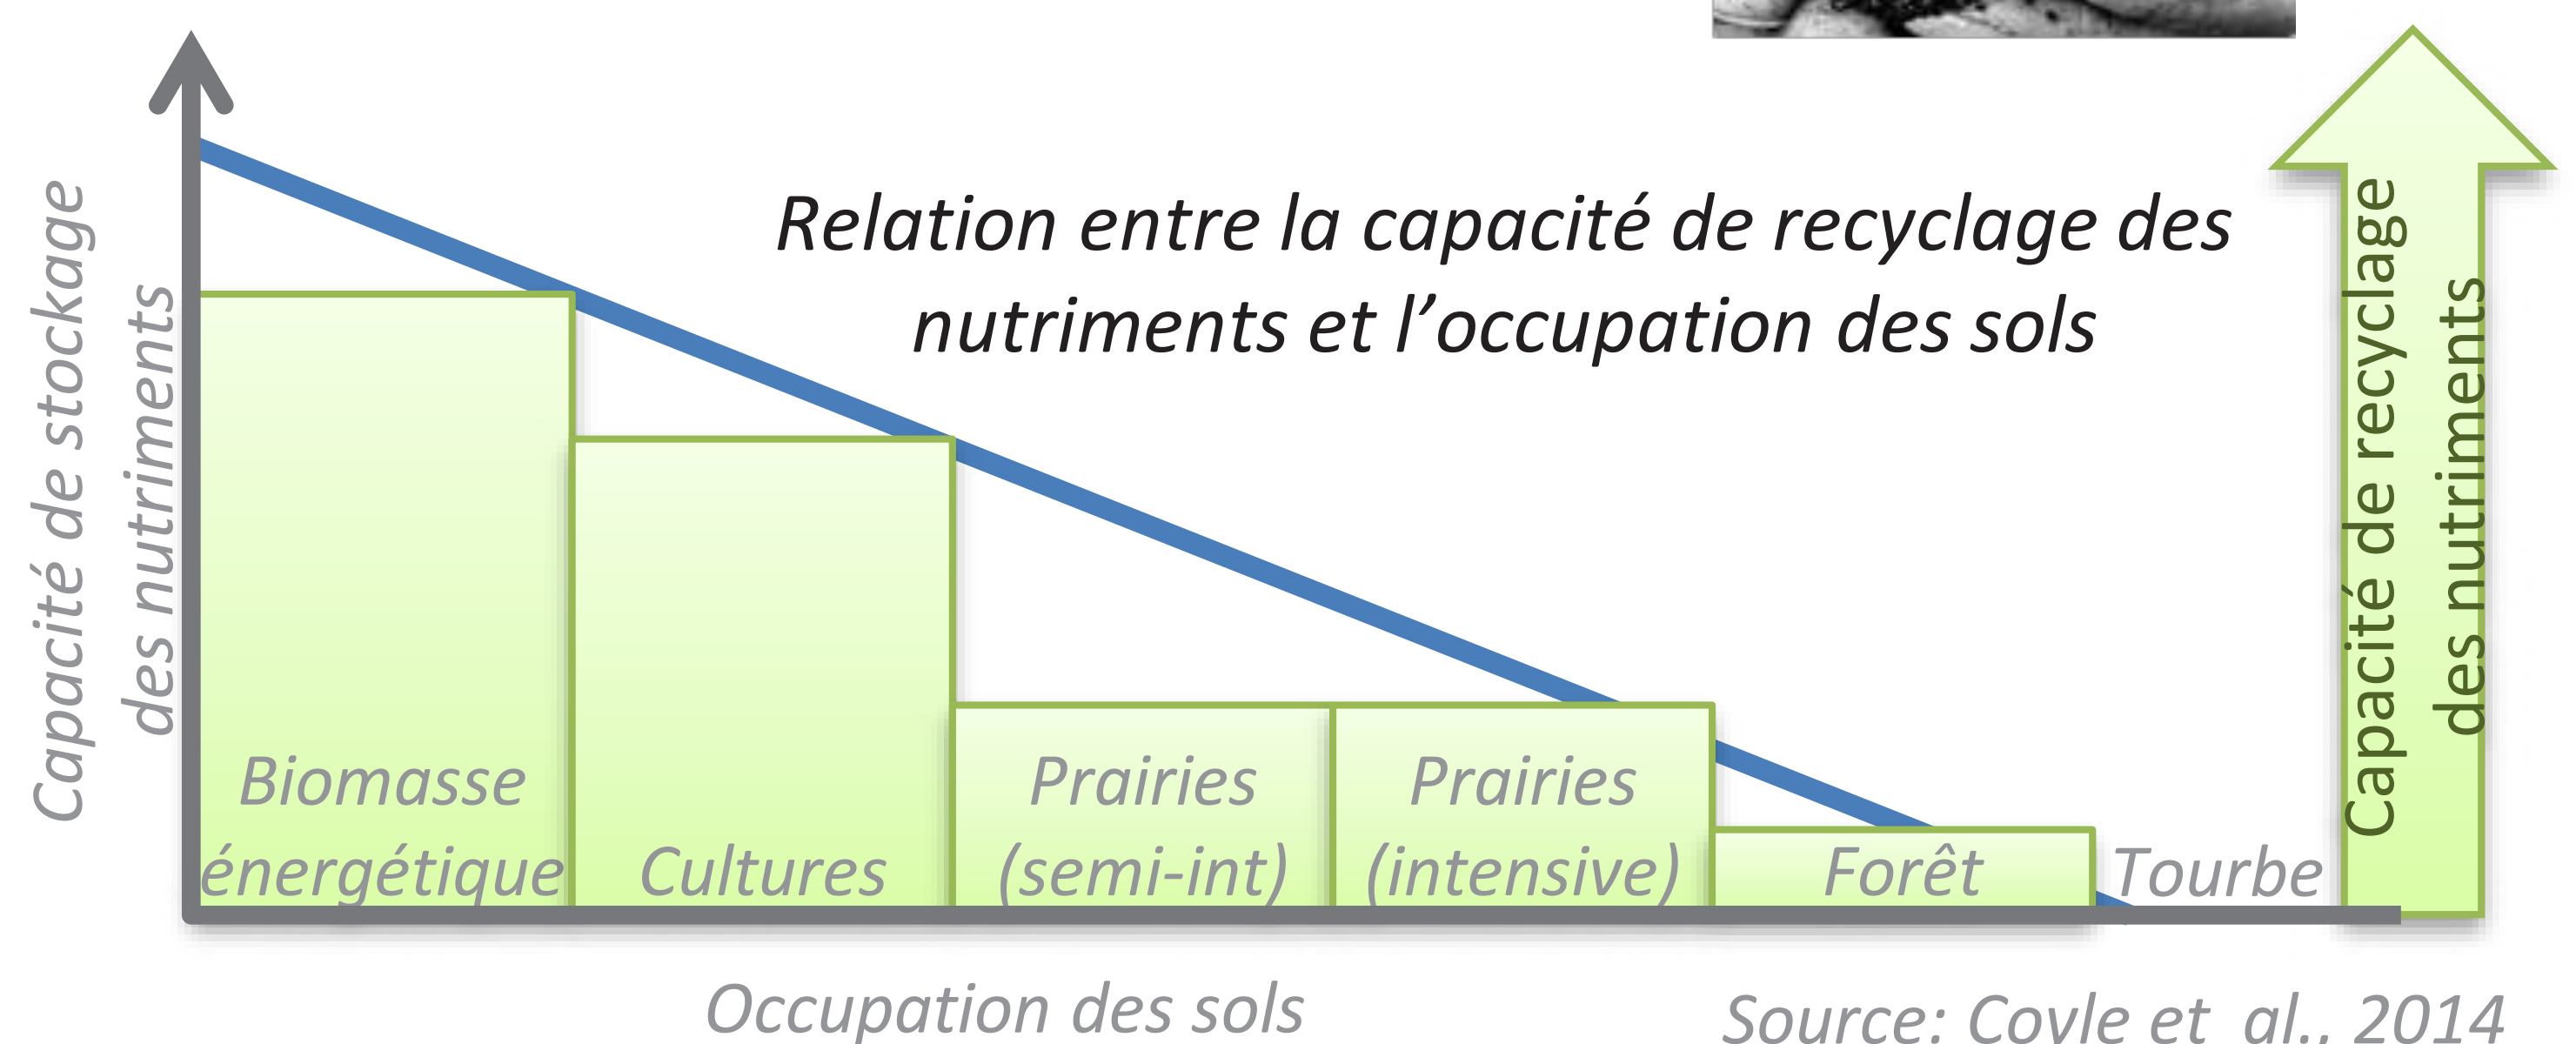 Capacité de stockage
des nutriments
Relation entre la capacité de recyclage des
nutriments et l’occupation des sols
Capacité de recyclage
des nutriments
Biomasse
énergétique
Cultures
Prairies
(semi-int)
Prairies
(intensive)
Forêt
Tourbe
Occupation des sols
Source: Coyle et al., 2014